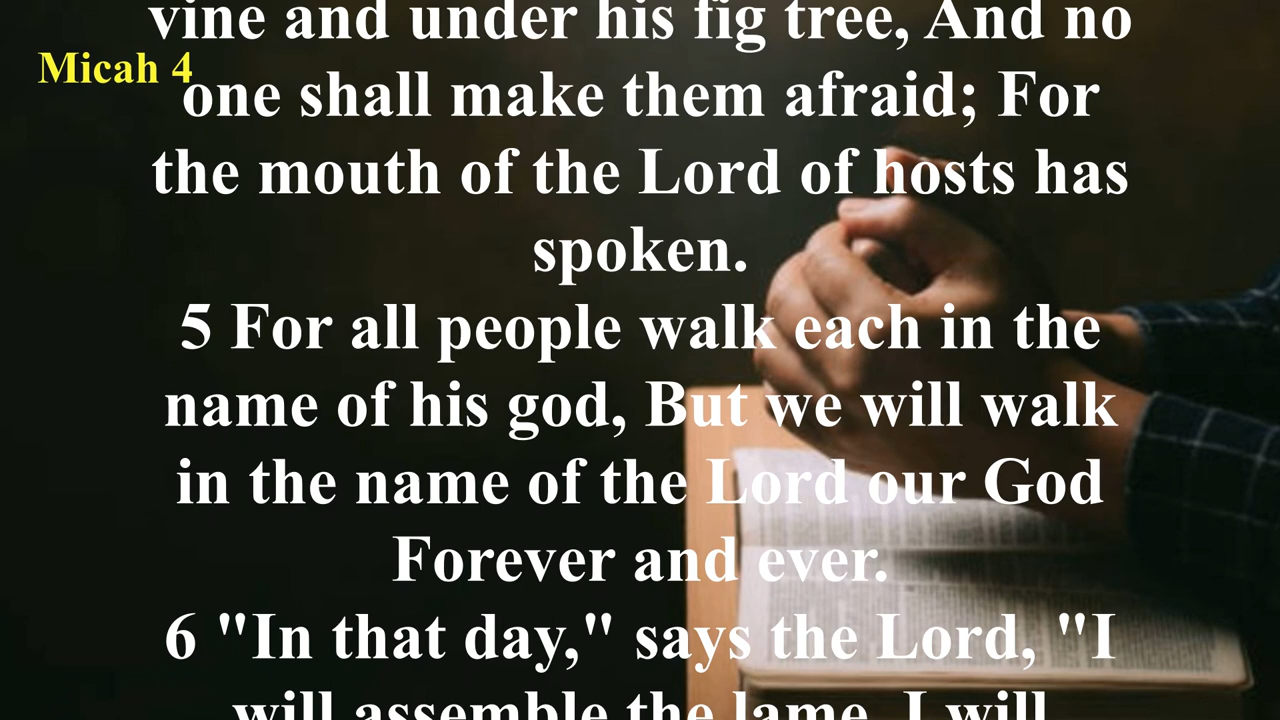 vine and under his fig tree, And no
Micah 4
one shall make them afraid; For
the mouth of the Lord of hosts has
spoken.
5 For all people walk each in the
name of his god, But we will walk
in the name of the Lord our God
Forever and ever.
6 "In that day," says the Lord, "I
will assemble the lame, I will